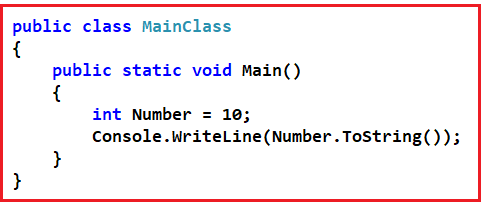 public class MainClass
{
    public static void Main()
    {
        int Number = 10;
        Console.WriteLine(Number.ToString());
    }
}